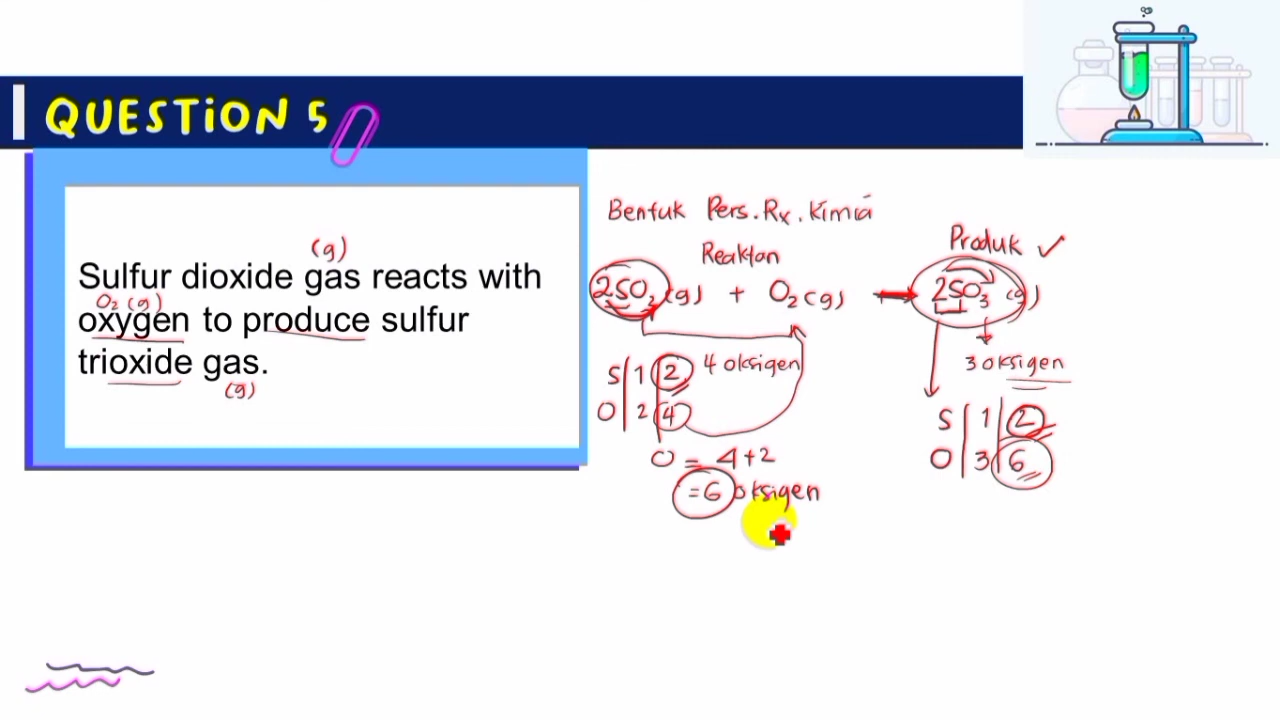 QUESTION 5
Sulfur dioxide gas reacts with
(g)
oxygen to produce sulfur
O₂ (g)
trioxide gas.
(g)
Bentuk Pers. Rx. Kimia
Reaktan
Produk ✓
2SO₂(g) + O₂(g) → 2SO₃ (g)
4 oksigen
S | 1 | 2
O | 2 | 4
O = 4+2
= 6 oksigen
3 oksigen
S | 1 | 2
O | 3 | 6